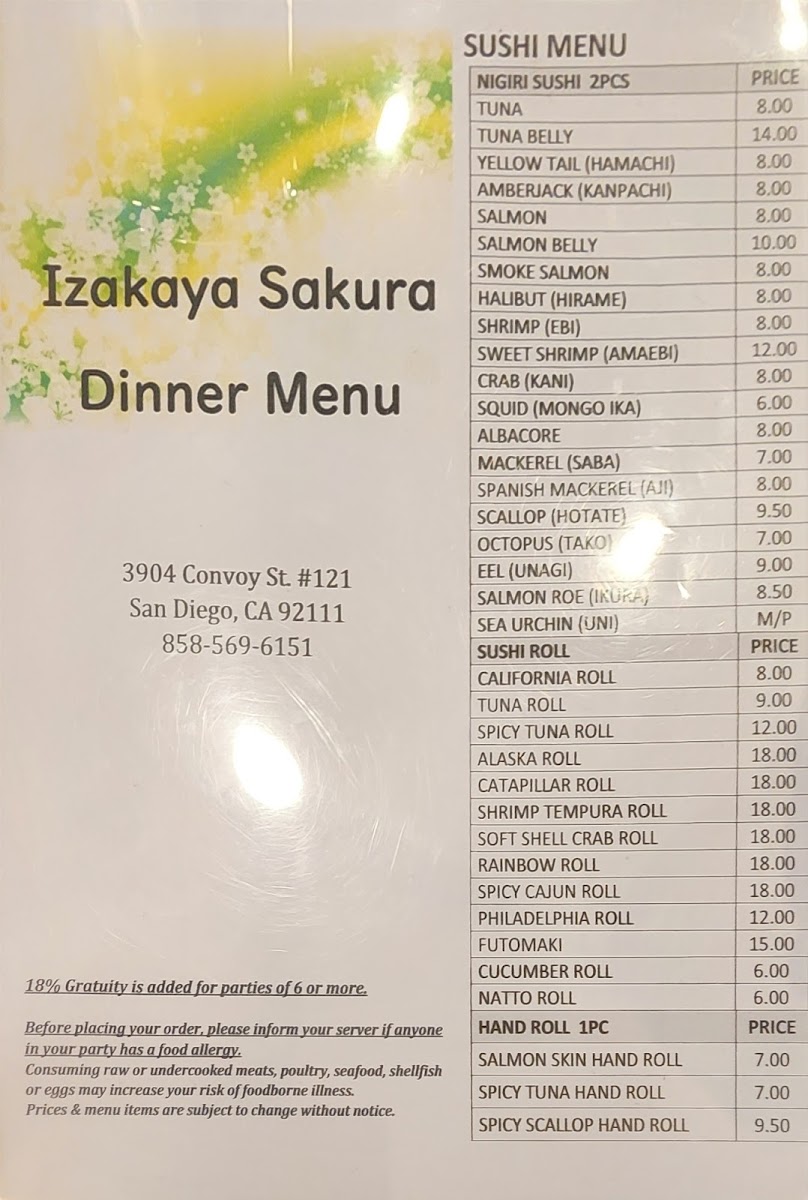 Izakaya Sakura
Dinner Menu
3904 Convoy St. #121
San Diego, CA 92111
858-569-6151
18% Gratuity is added for parties of 6 or more.
Before placing your order, please inform your server if anyone
in your party has a food allergy.
Consuming raw or undercooked meats, poultry, seafood, shellfish
or eggs may increase your risk of foodborne illness.
Prices & menu items are subject to change without notice.
SUSHI MENU
NIGIRI SUSHI 2PCS PRICE
TUNA 8.00
TUNA BELLY 14.00
YELLOW TAIL (HAMACHI) 8.00
AMBERJACK (KANPACHI) 8.00
SALMON 8.00
SALMON BELLY 10.00
SMOKE SALMON 8.00
HALIBUT (HIRAME) 8.00
SHRIMP (EBI) 8.00
SWEET SHRIMP (AMAEBI) 12.00
CRAB (KANI) 8.00
SQUID (MONGO IKA) 6.00
ALBACORE 8.00
MACKEREL (SABA) 7.00
SPANISH MACKEREL (AJI) 8.00
SCALLOP (HOTATE) 9.50
OCTOPUS (TAKO) 7.00
EEL (UNAGI) 9.00
SALMON ROE (IKURA) 8.50
SEA URCHIN (UNI) M/P
SUSHI ROLL PRICE
CALIFORNIA ROLL 8.00
TUNA ROLL 9.00
SPICY TUNA ROLL 12.00
ALASKA ROLL 18.00
CATAPILLAR ROLL 18.00
SHRIMP TEMPURA ROLL 18.00
SOFT SHELL CRAB ROLL 18.00
RAINBOW ROLL 18.00
SPICY CAJUN ROLL 18.00
PHILADELPHIA ROLL 12.00
FUTOMAKI 15.00
CUCUMBER ROLL 6.00
NATTO ROLL 6.00
HAND ROLL 1PC PRICE
SALMON SKIN HAND ROLL 7.00
SPICY TUNA HAND ROLL 7.00
SPICY SCALLOP HAND ROLL 9.50